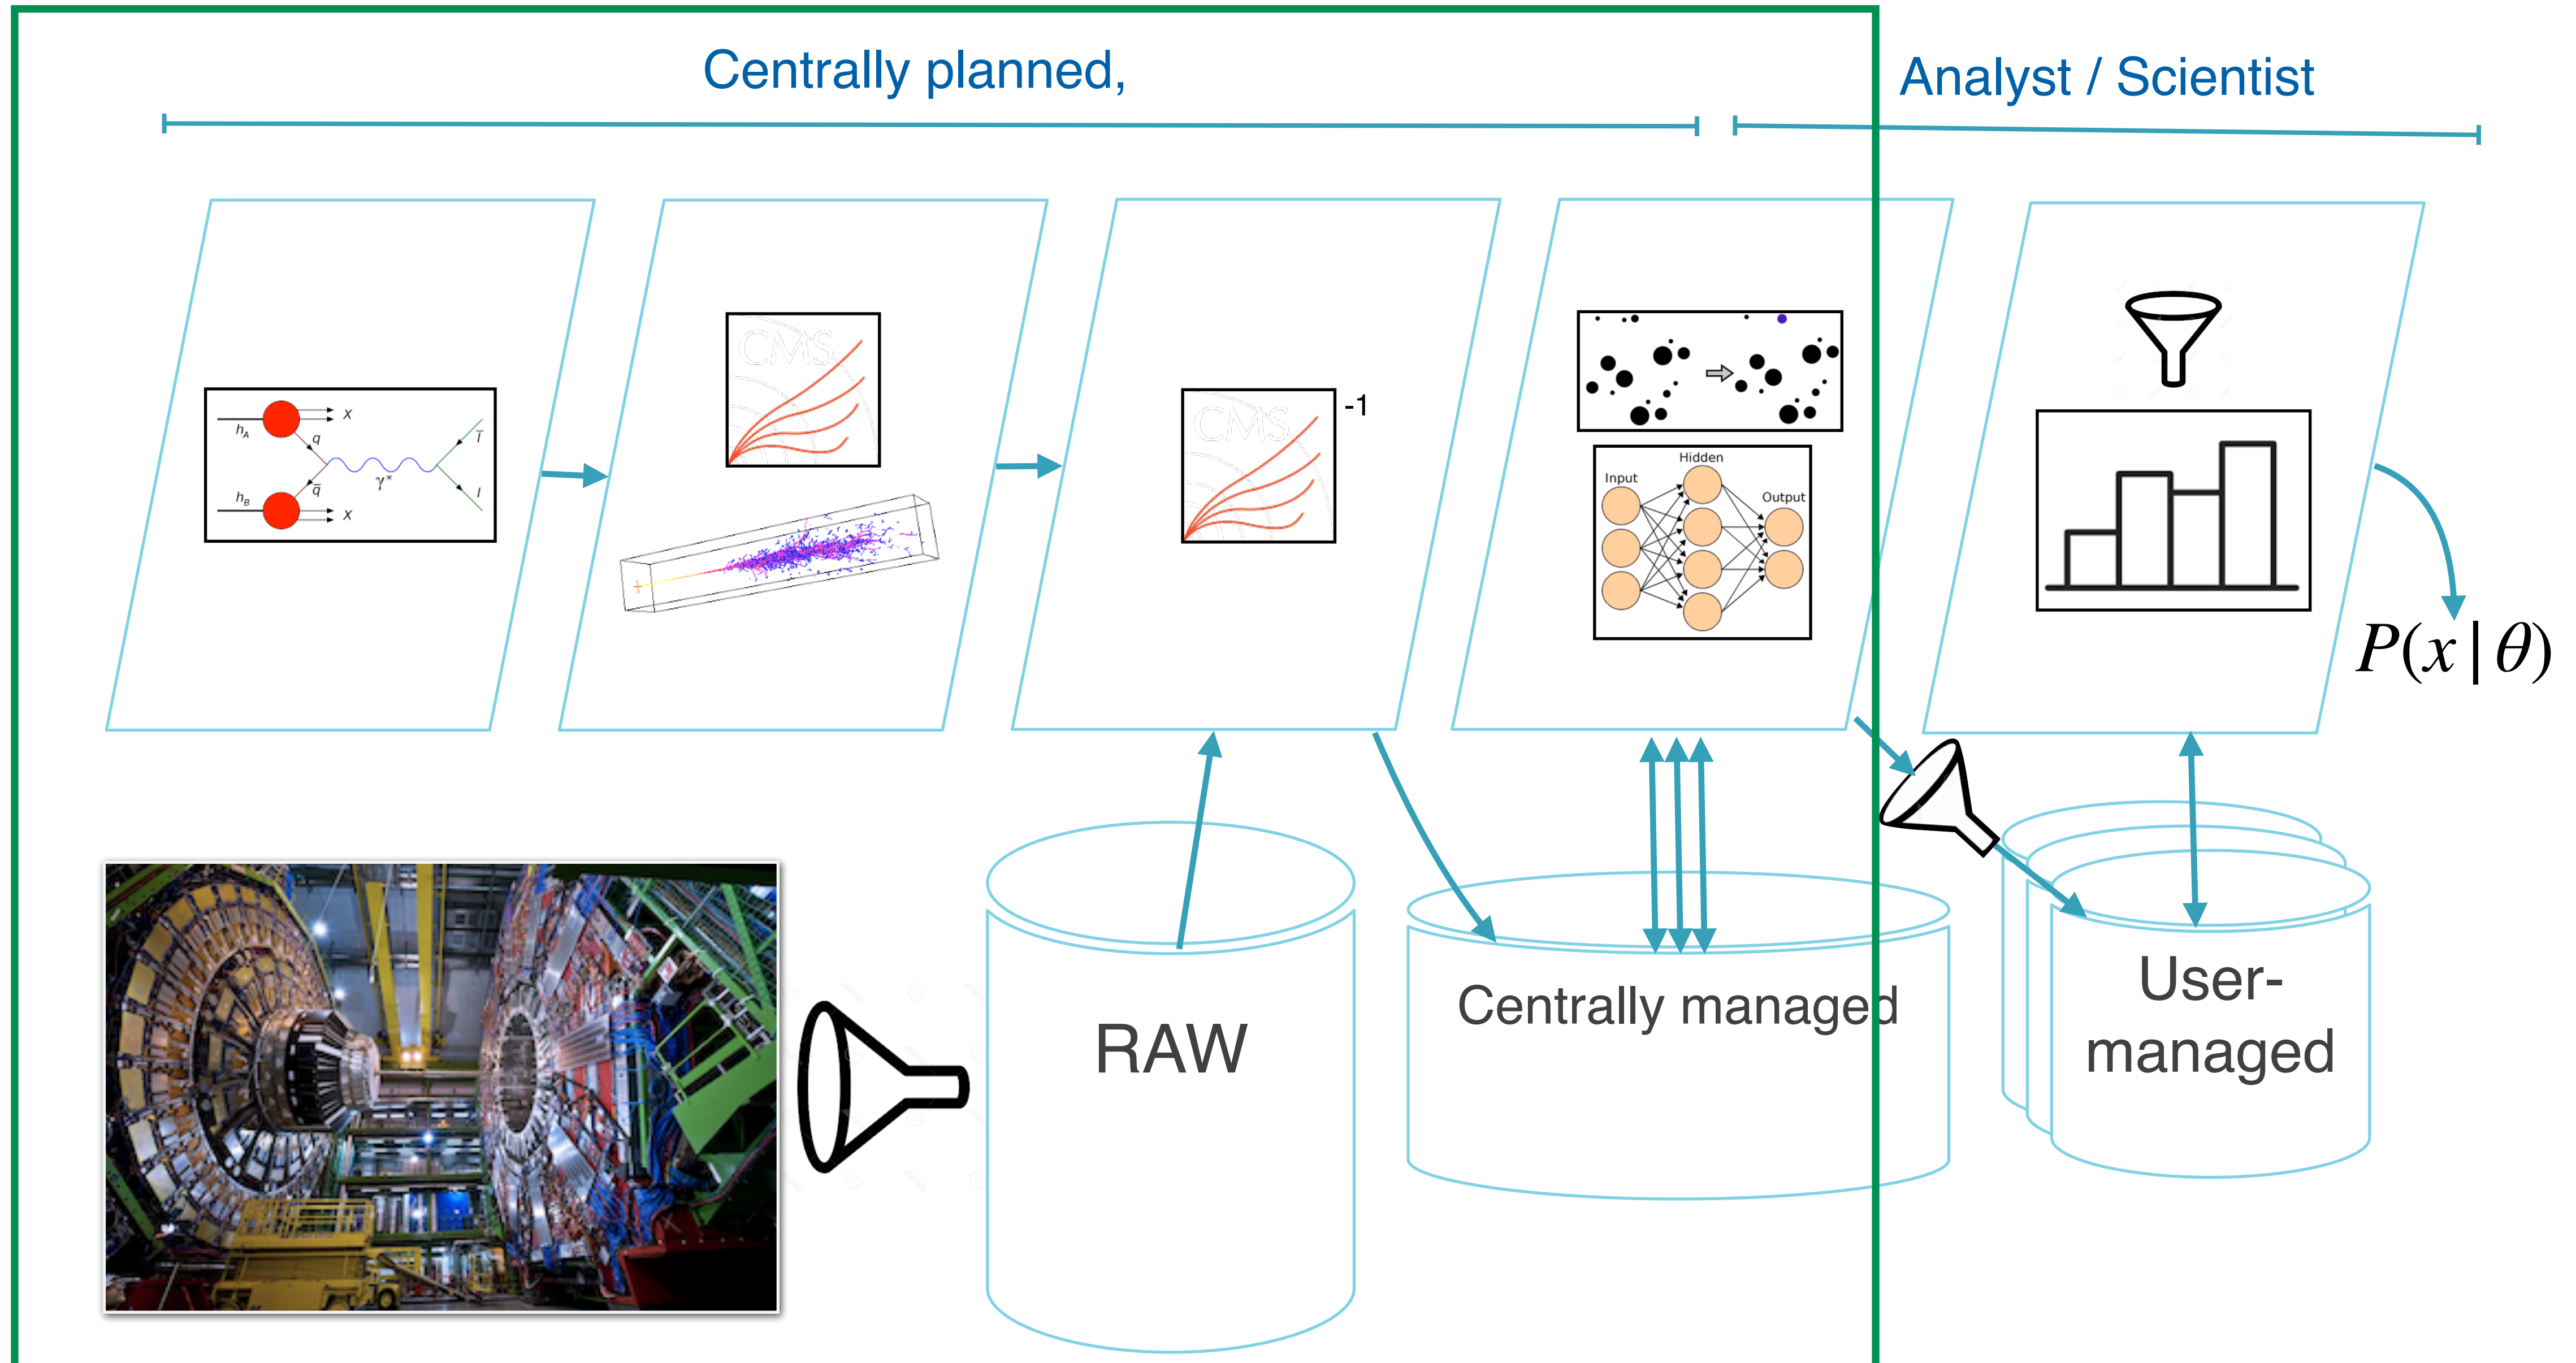 Centrally planned,
Analyst / Scientist
h_A
X
q
q̅
γ*
l̅
l
h_B
X
CMS
CMS
-1
Input
Hidden
Output
P(x | θ)
RAW
Centrally managed
User-
managed